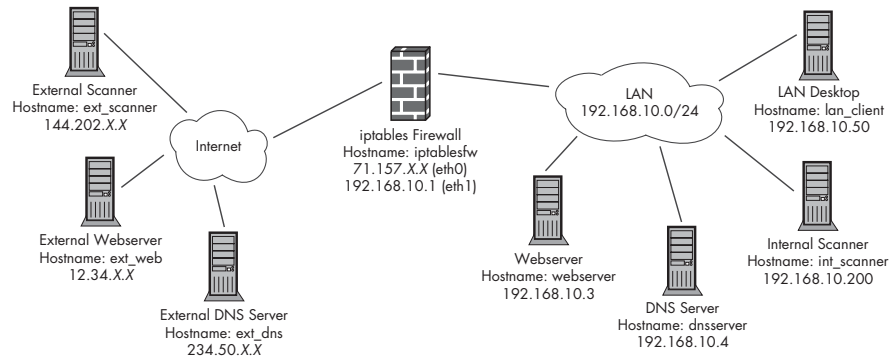 External Scanner
Hostname: ext_scanner
144.202.X.X
Internet
External Webserver
Hostname: ext_web
12.34.X.X
External DNS Server
Hostname: ext_dns
234.50.X.X
iptables Firewall
Hostname: iptablesfw
71.157.X.X (eth0)
192.168.10.1 (eth1)
LAN
192.168.10.0/24
LAN Desktop
Hostname: lan_client
192.168.10.50
Webserver
Hostname: webserver
192.168.10.3
DNS Server
Hostname: dnsserver
192.168.10.4
Internal Scanner
Hostname: int_scanner
192.168.10.200